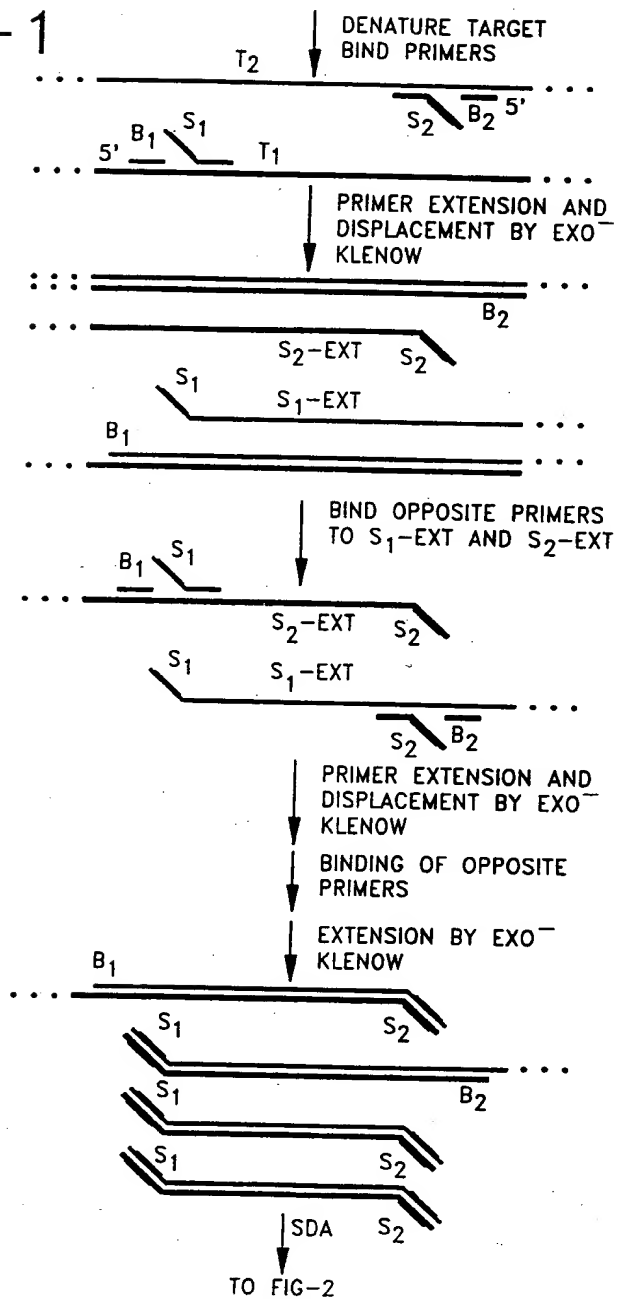 -1
DENATURE TARGET
BIND PRIMERS
T2
S2 B2 5'
5' B1 S1 T1
PRIMER EXTENSION AND
DISPLACEMENT BY EXO–
KLENOW
B2
S2-EXT S2
S1 S1-EXT
B1
BIND OPPOSITE PRIMERS
TO S1-EXT AND S2-EXT
B1 S1
S2-EXT S2
S1 S1-EXT
S2 B2
PRIMER EXTENSION AND
DISPLACEMENT BY EXO–
KLENOW
BINDING OF OPPOSITE
PRIMERS
EXTENSION BY EXO–
KLENOW
B1
S1 S2
B2
S1
S1 S2
S2
SDA
TO FIG-2